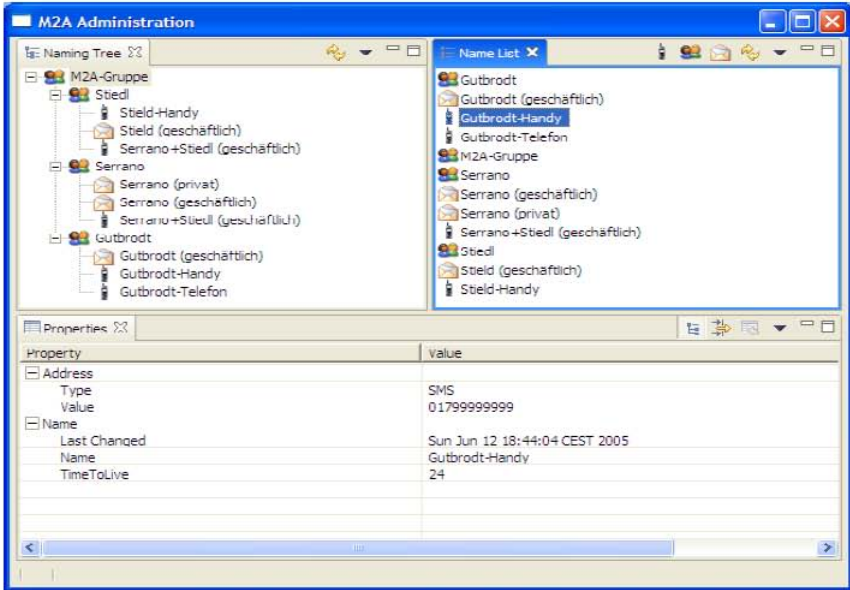 M2A Administration
Naming Tree
M2A-Gruppe
Stiedl
Stield-Handy
Stield (geschäftlich)
Serrano+Stiedl (geschäftlich)
Serrano
Serrano (privat)
Serrano (geschäftlich)
Serrano+Stiedl (geschäftlich)
Gutbrodt
Gutbrodt (geschäftlich)
Gutbrodt-Handy
Gutbrodt-Telefon
Name List
Gutbrodt
Gutbrodt (geschäftlich)
Gutbrodt-Handy
Gutbrodt-Telefon
M2A-Gruppe
Serrano
Serrano (geschäftlich)
Serrano (privat)
Serrano+Stiedl (geschäftlich)
Stiedl
Stield (geschäftlich)
Stield-Handy
Properties
Property Value
Address
Type SMS
Value 01799999999
Name
Last Changed Sun Jun 12 18:44:04 CEST 2005
Name Gutbrodt-Handy
TimeToLive 24